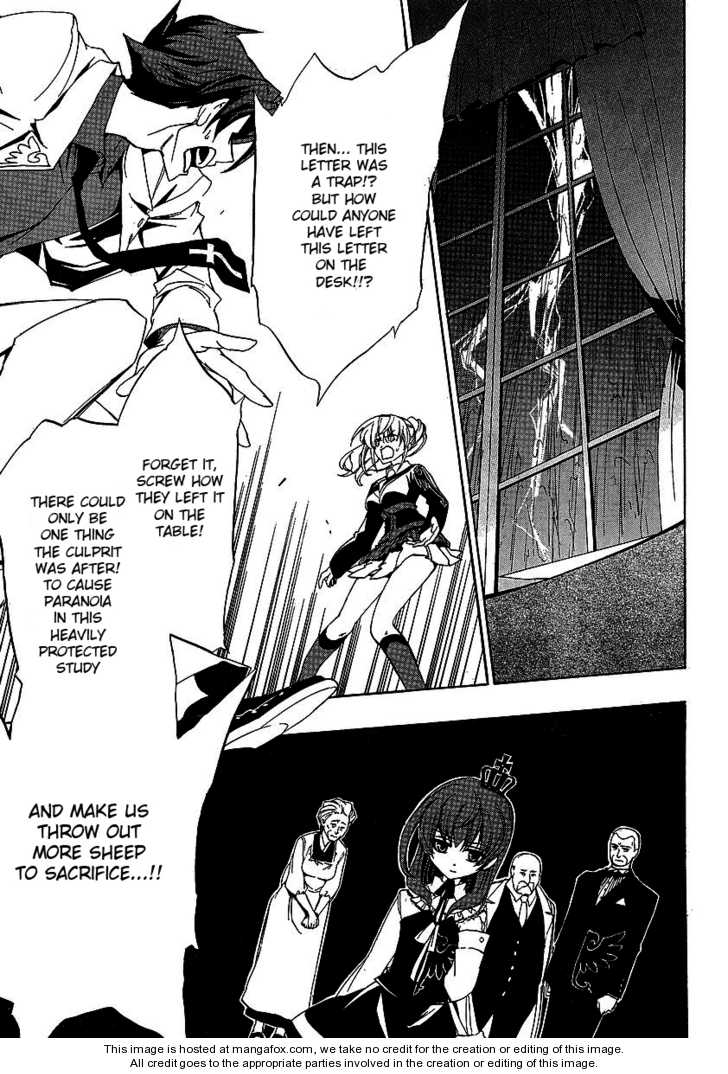 THEN... THIS
LETTER WAS
A TRAP!?
BUT HOW
COULD ANYONE
HAVE LEFT
THIS LETTER
ON THE
DESK!!?
FORGET IT,
SCREW HOW
THEY LEFT IT
ON THE
TABLE!
THERE COULD
ONLY BE
ONE THING
THE CULPRIT
WAS AFTER!
TO CAUSE
PARANOIA
IN THIS
HEAVILY
PROTECTED
STUDY
AND MAKE US
THROW OUT
MORE SHEEP
TO SACRIFICE...!!
This image is hosted at mangafox.com, we take no credit for the creation or editing of this image.
All credit goes to the appropriate parties involved in the creation or editing of this image.